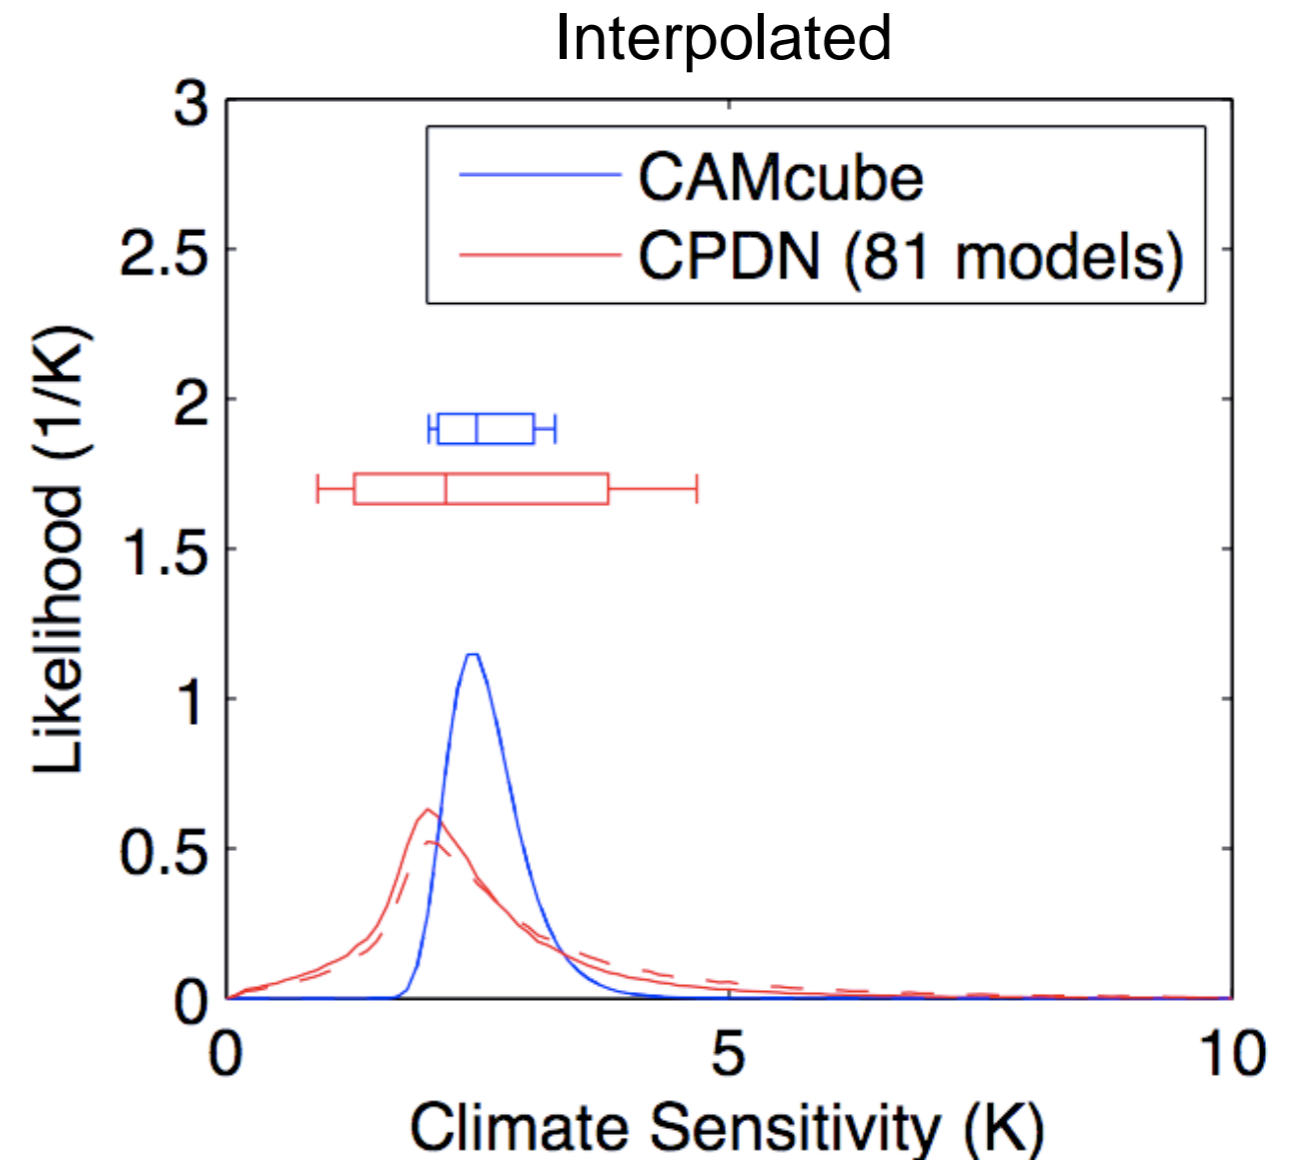 Interpolated
3
CAMcube
CPDN (81 models)
2.5
2
1.5
1
0.5
0
Likelihood (1/K)
0 5 10
Climate Sensitivity (K)